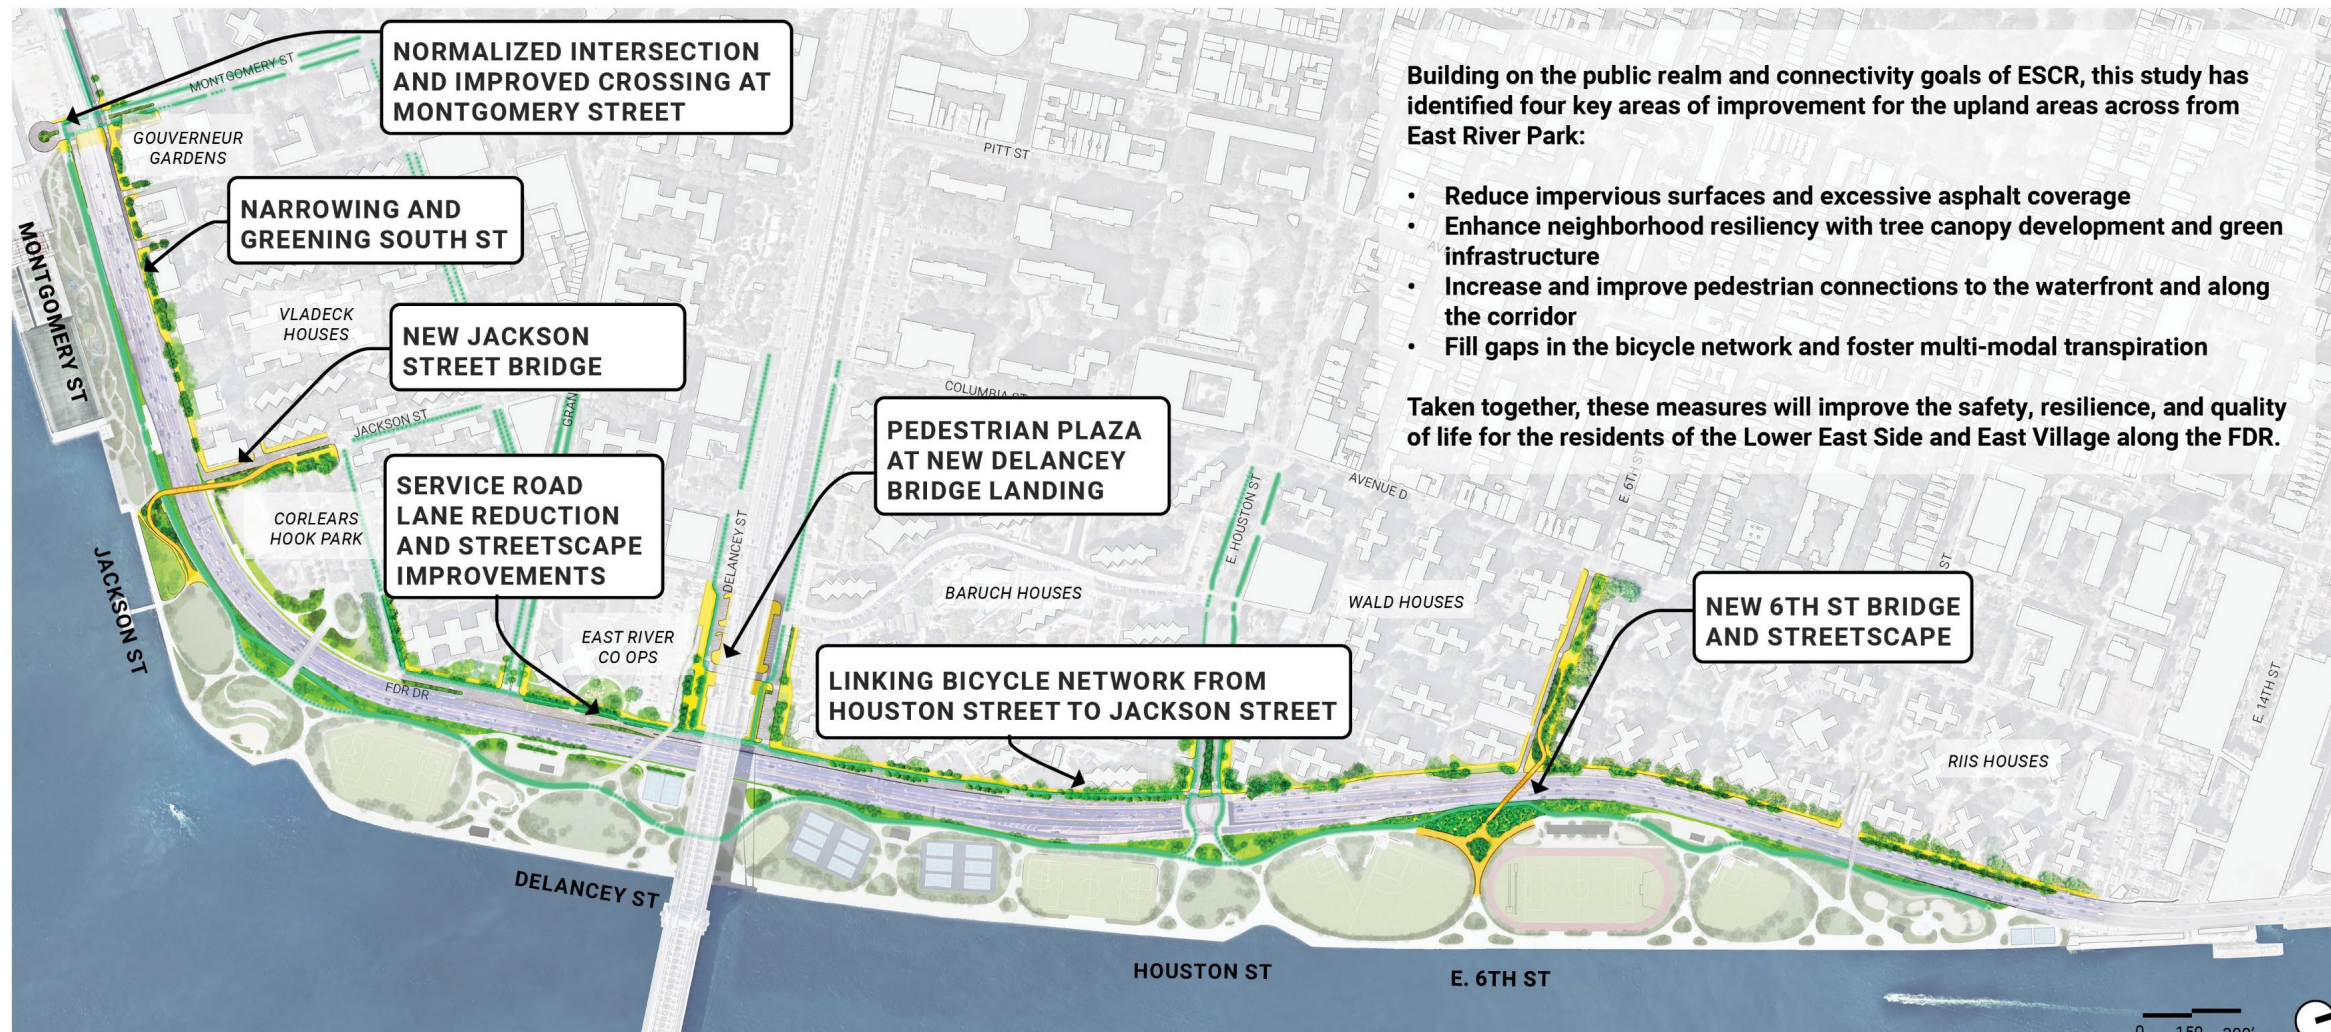 NORMALIZED INTERSECTION
AND IMPROVED CROSSING AT
MONTGOMERY STREET
MONTGOMERY ST
GOUVERNEUR
GARDENS
NARROWING AND
GREENING SOUTH ST
MONTGOMERY ST
VLADECK
HOUSES
NEW JACKSON
STREET BRIDGE
JACKSON ST
CORLEARS
HOOK PARK
JACKSON ST
SERVICE ROAD
LANE REDUCTION
AND STREETSCAPE
IMPROVEMENTS
FDR DR
EAST RIVER
CO OPS
DELANCEY ST
PITT ST
COLUMBIA ST
PEDESTRIAN PLAZA
AT NEW DELANCEY
BRIDGE LANDING
BARUCH HOUSES
LINKING BICYCLE NETWORK FROM
HOUSTON STREET TO JACKSON STREET
E. HOUSTON ST
AVENUE D
WALD HOUSES
Building on the public realm and connectivity goals of ESCR, this study has
identified four key areas of improvement for the upland areas across from
East River Park:
• Reduce impervious surfaces and excessive asphalt coverage
• Enhance neighborhood resiliency with tree canopy development and green
infrastructure
• Increase and improve pedestrian connections to the waterfront and along
the corridor
• Fill gaps in the bicycle network and foster multi-modal transpiration
Taken together, these measures will improve the safety, resilience, and quality
of life for the residents of the Lower East Side and East Village along the FDR.
E. 6TH ST
ST
NEW 6TH ST BRIDGE
AND STREETSCAPE
E. 14TH ST
RIIS HOUSES
DELANCEY ST
HOUSTON ST
E. 6TH ST